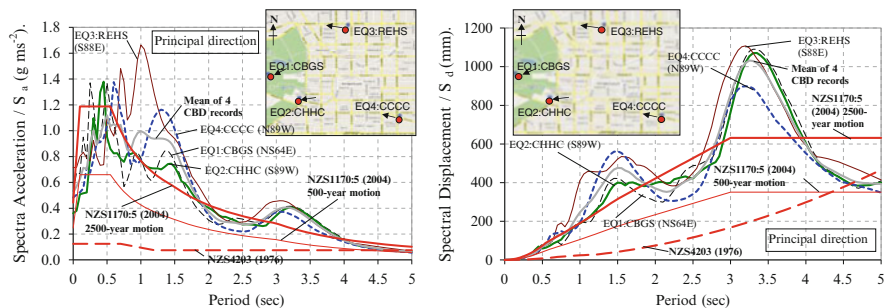 Spectra Acceleration / Sa (g ms-2).
1.8
1.6
1.4
1.2
1.0
0.8
0.6
0.4
0.2
0.0
EQ3:REHS
(S88E)
Principal direction
N
EQ3:REHS
EQ1:CBGS
EQ2:CHHC
EQ4:CCCC
Mean of 4
CBD records
EQ4:CCCC (N89W)
EQ1:CBGS (NS64E)
EQ2:CHHC (S89W)
NZS1170:5 (2004)
2500-year motion
NZS1170:5 (2004)
500-year motion
NZS4203 (1976)
0 0.5 1 1.5 2 2.5 3 3.5 4 4.5 5
Period (sec)
Spectral Displacement / Sd (mm).
1200
1000
800
600
400
200
0
N
EQ3:REHS
EQ1:CBGS
EQ2:CHHC
EQ4:CCCC
EQ3:REHS
(S88E)
EQ4:CCCC
(N89W)
Mean of 4
CBD records
NZS1170:5
(2004) 2500-
year motion
EQ2:CHHC (S89W)
NZS1170:5 (2004)
500-year motion
EQ1:CBGS (NS64E)
Principal direction
NZS4203 (1976)
0 0.5 1 1.5 2 2.5 3 3.5 4 4.5 5
Period (sec)